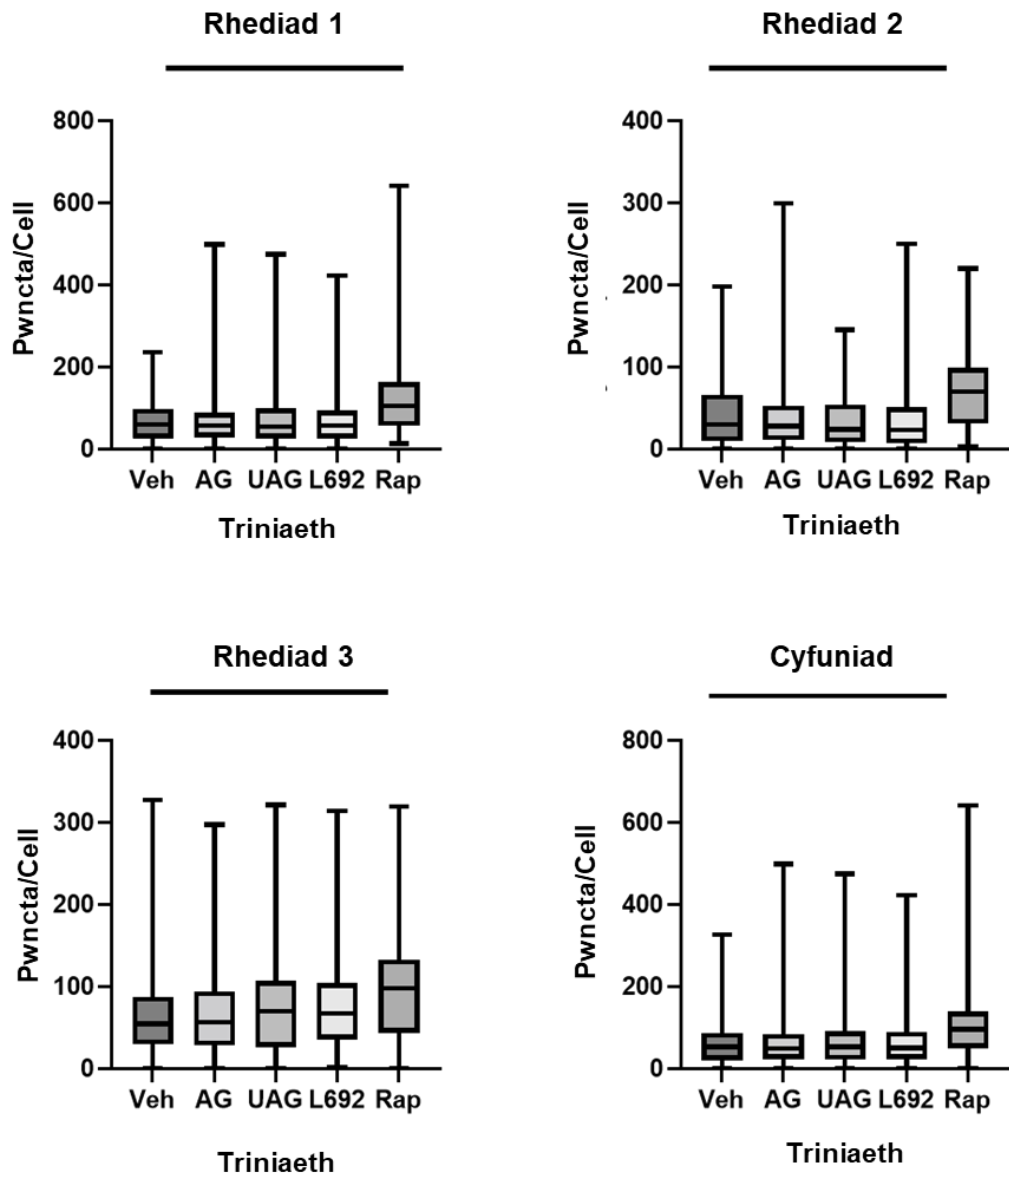 Rhediad 1
800
600
400
200
0
Pwncta/Cell
Veh AG UAG L692 Rap
Triniaeth
Rhediad 2
400
300
200
100
0
Pwncta/Cell
Veh AG UAG L692 Rap
Triniaeth
Rhediad 3
400
300
200
100
0
Pwncta/Cell
Veh AG UAG L692 Rap
Triniaeth
Cyfuniad
800
600
400
200
0
Pwncta/Cell
Veh AG UAG L692 Rap
Triniaeth